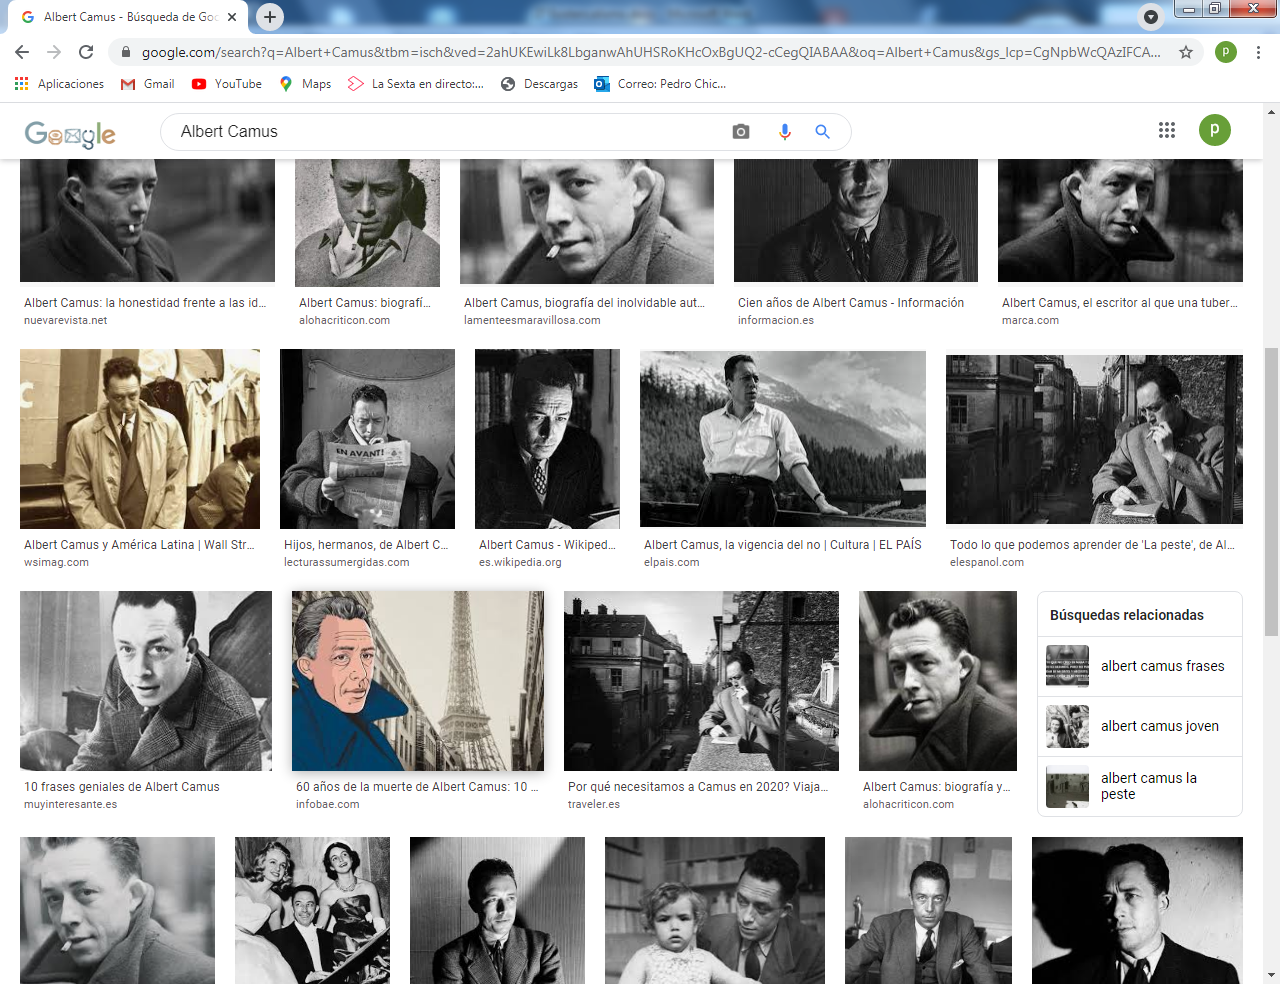 Albert Camus - Búsqueda de Goo
google.com/search?q=Albert+Camus&tbm=isch&ved=2ahUKEwiLk8LbganwAhUHSRoKHcOxBgUQ2-cCegQIABAA&oq=Albert+Camus&gs_lcp=CgNpbWcQAzIFCA...
p
Aplicaciones
Gmail
YouTube
Maps
La Sexta en directo:...
Descargas
Correo: Pedro Chic...
Google
Albert Camus
p
Albert Camus: la honestidad frente a las id...
nuevarevista.net
Albert Camus: biografí...
alohacriticon.com
Albert Camus, biografía del inolvidable aut...
lamenteesmaravillosa.com
Cien años de Albert Camus - Información
informacion.es
Albert Camus, el escritor al que una tuber...
marca.com
EN AVANT!
Albert Camus y América Latina | Wall Str...
wsimag.com
Hijos, hermanos, de Albert C...
lecturassumergidas.com
Albert Camus - Wikiped...
es.wikipedia.org
Albert Camus, la vigencia del no | Cultura | EL PAÍS
elpais.com
Todo lo que podemos aprender de 'La peste', de Al...
elespanol.com
10 frases geniales de Albert Camus
muyinteresante.es
60 años de la muerte de Albert Camus: 10 ...
infobae.com
Por qué necesitamos a Camus en 2020? Viaja...
traveler.es
Albert Camus: biografía y...
alohacriticon.com
Búsquedas relacionadas
albert camus frases
albert camus joven
albert camus la
peste